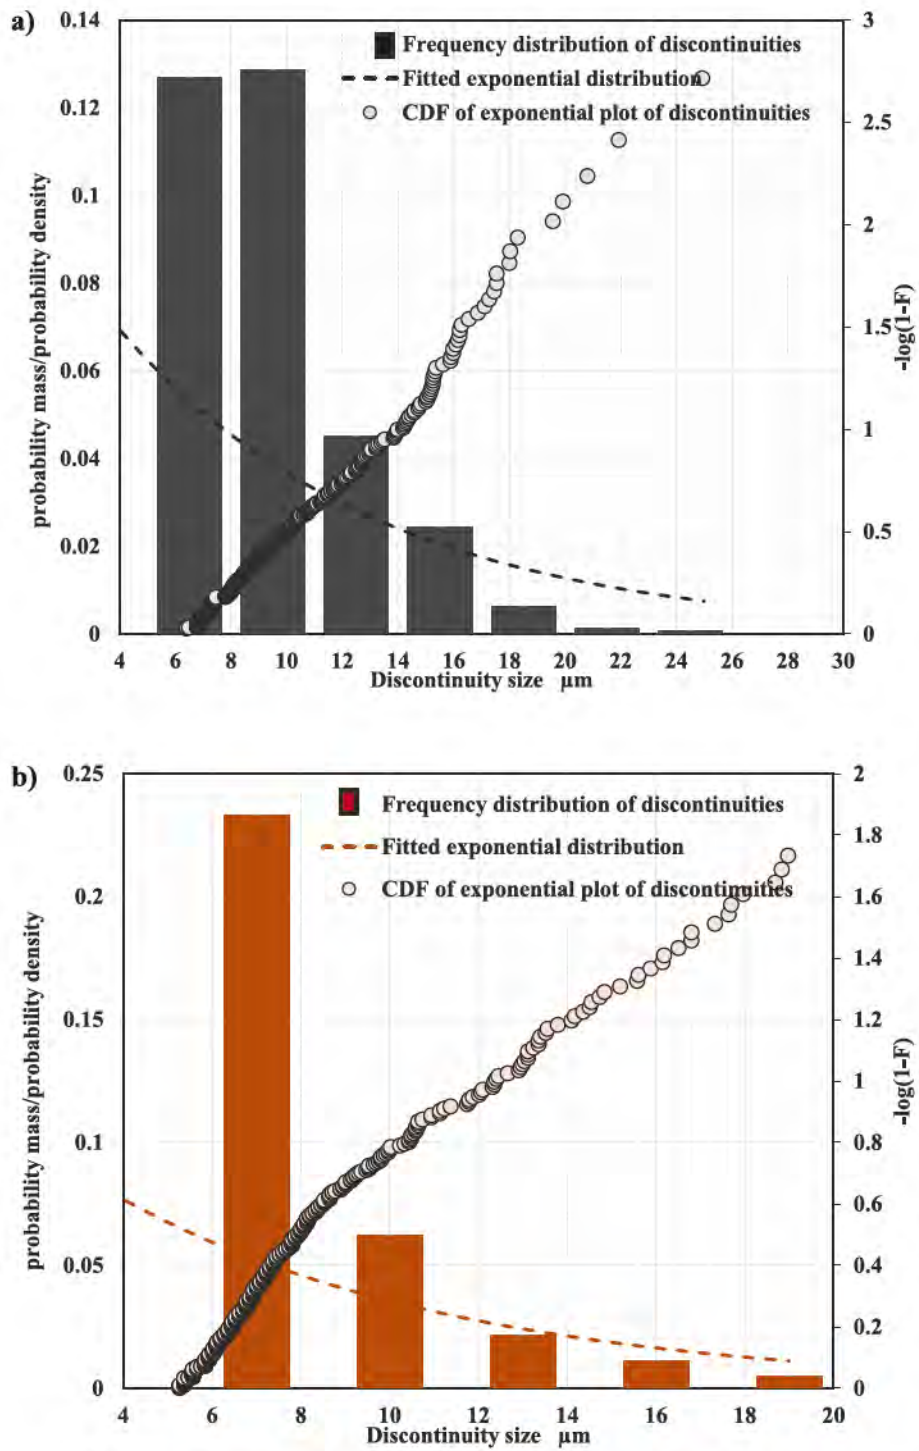 a)
0.14
0.12
0.1
0.08
0.06
0.04
0.02
0
probability mass/probability density
Frequency distribution of discontinuities
Fitted exponential distribution
CDF of exponential plot of discontinuities
3
2.5
2
1.5
1
0.5
0
-log(1-F)
4 6 8 10 12 14 16 18 20 22 24 26 28 30
Discontinuity size µm
b)
0.25
0.2
0.15
0.1
0.05
0
probability mass/probability density
Frequency distribution of discontinuities
Fitted exponential distribution
CDF of exponential plot of discontinuities
2
1.8
1.6
1.4
1.2
1
0.8
0.6
0.4
0.2
0
-log(1-F)
4 6 8 10 12 14 16 18 20
Discontinuity size µm